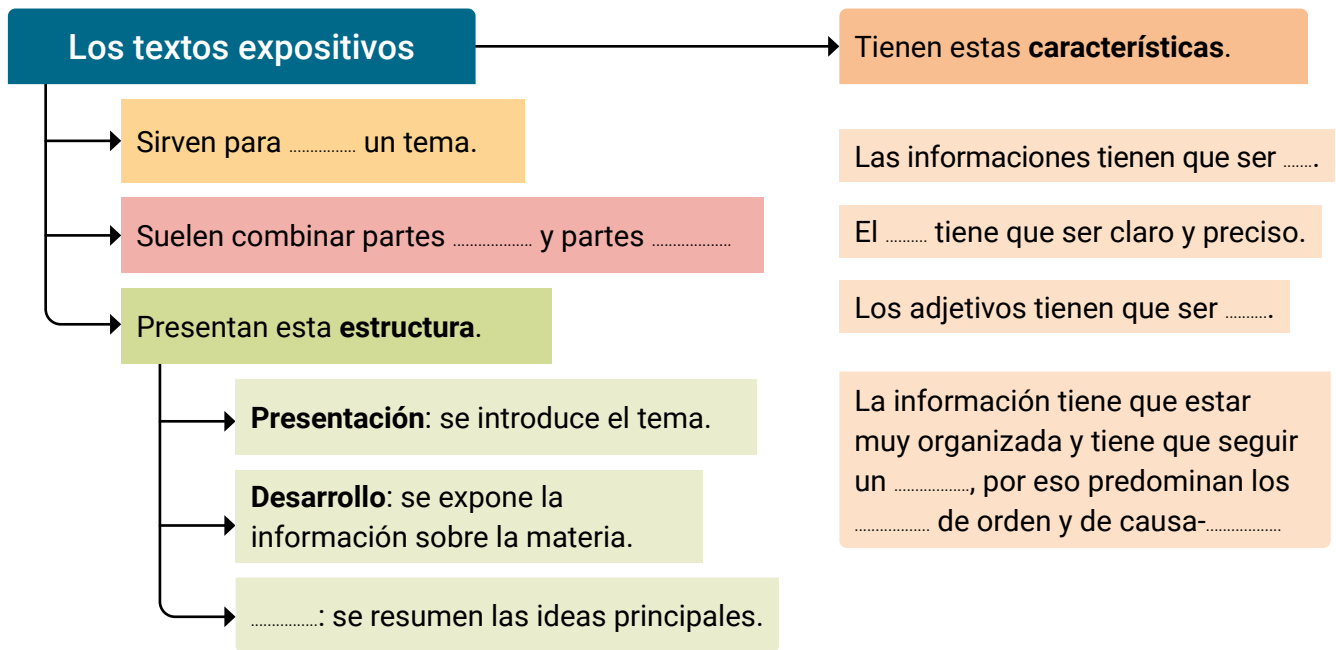 Los textos expositivos
Sirven para ................ un tema.
Suelen combinar partes ................... y partes ...................
Presentan esta estructura.
Presentación: se introduce el tema.
Desarrollo: se expone la
información sobre la materia.
................: se resumen las ideas principales.
Tienen estas características.
Las informaciones tienen que ser .......
El .......... tiene que ser claro y preciso.
Los adjetivos tienen que ser ...........
La información tiene que estar
muy organizada y tiene que seguir
un .................., por eso predominan los
.................. de orden y de causa-..................